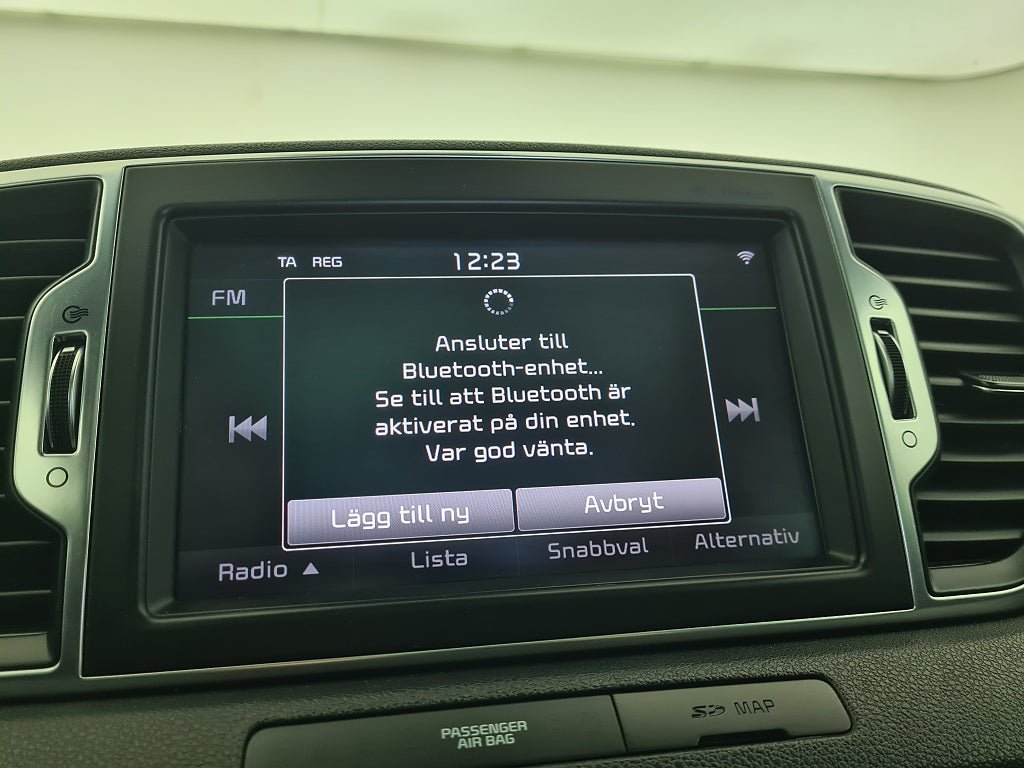 TA REG 12:23
FM
Ansluter till
Bluetooth-enhet...
Se till att Bluetooth är
aktiverat på din enhet.
Var god vänta.
Lägg till ny Avbryt
Radio ▲ Lista Snabbval Alternativ
PASSENGER
AIR BAG
SD MAP